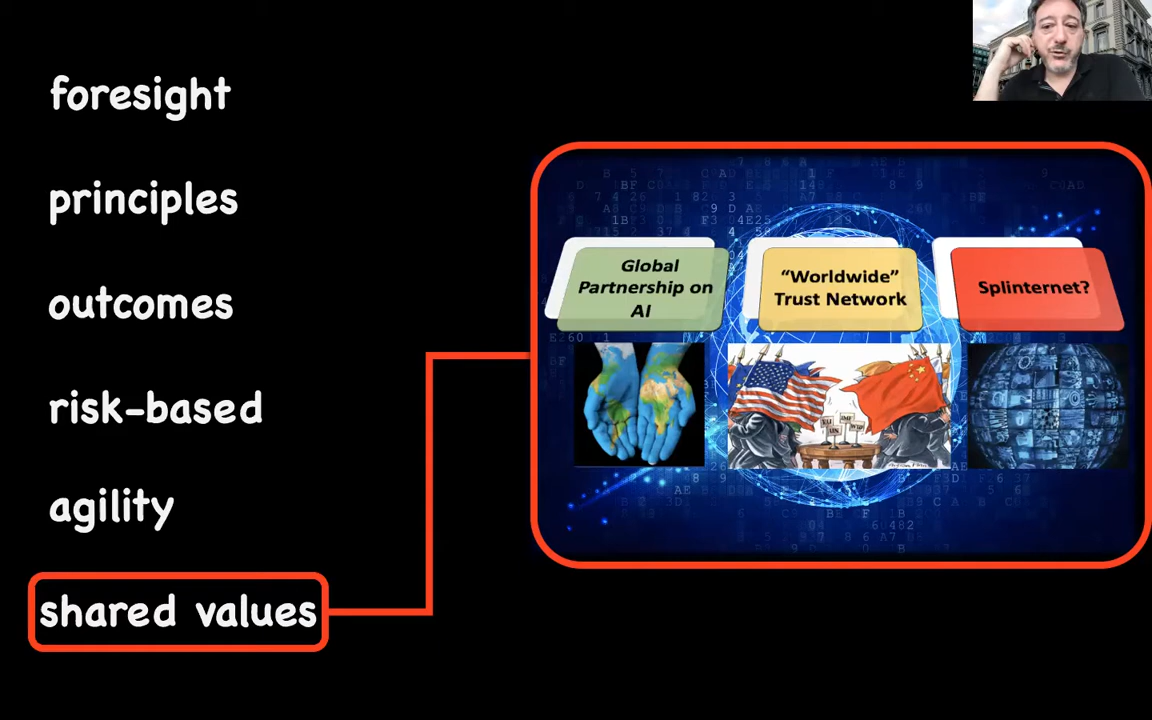 foresight
principles
outcomes
risk-based
agility
shared values
Global
Partnership on
AI
“Worldwide”
Trust Network
Splinternet?